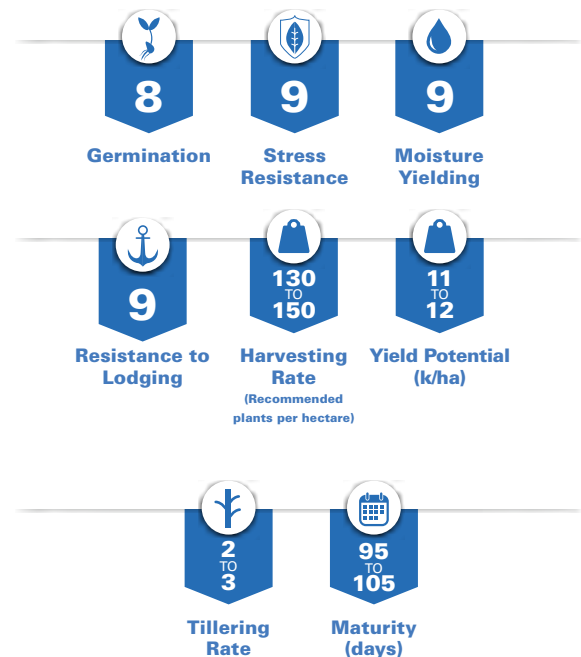 8
9
9
Germination
Stress
Resistance
Moisture
Yielding
9
130
TO
150
11
TO
12
Resistance to
Lodging
Harvesting
Rate
(Recommended
plants per hectare)
Yield Potential
(k/ha)
2
TO
3
95
TO
105
Tillering
Rate
Maturity
(days)